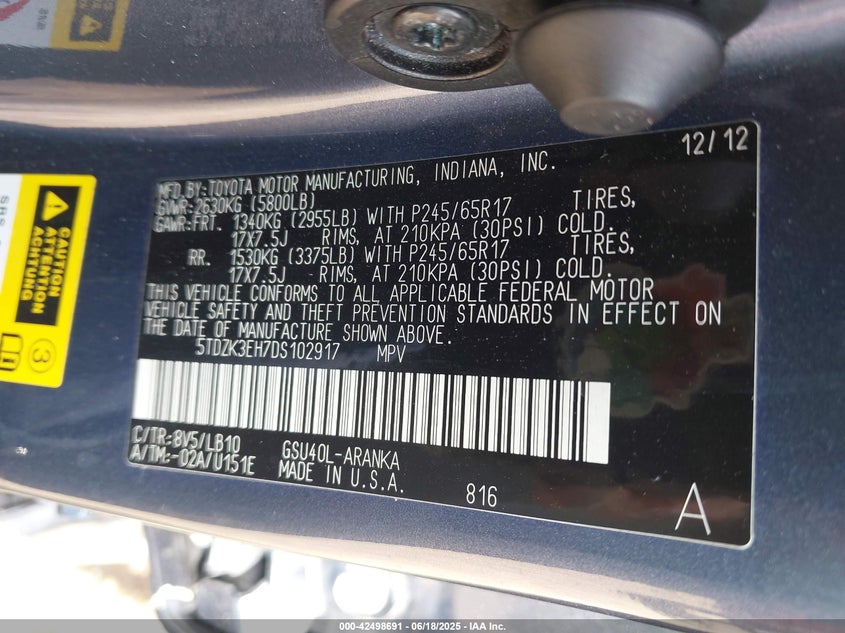 12/12
MFD.BY:TOYOTA MOTOR MANUFACTURING, INDIANA, INC.
GVWR:2630KG (5800LB)
GAWR:FRT. 1340KG (2955LB) WITH P245/65R17 TIRES,
17X7.5J RIMS, AT 210KPA (30PSI) COLD.
RR. 1530KG (3375LB) WITH P245/65R17 TIRES,
17X7.5J RIMS, AT 210KPA (30PSI) COLD.
THIS VEHICLE CONFORMS TO ALL APPLICABLE FEDERAL MOTOR
VEHICLE SAFETY AND THEFT PREVENTION STANDARDS IN EFFECT ON
THE DATE OF MANUFACTURE SHOWN ABOVE.
5TDZK3EH7DS102917 MPV
C/TR:8V5/LB10 GSU40L-ARANKA
A/TM:-02A/U151E MADE IN U.S.A.
816
A
CAUTION
ATTENTION
ACHTUNG
3
000-42498691 - 06/18/2025 - IAA Inc.